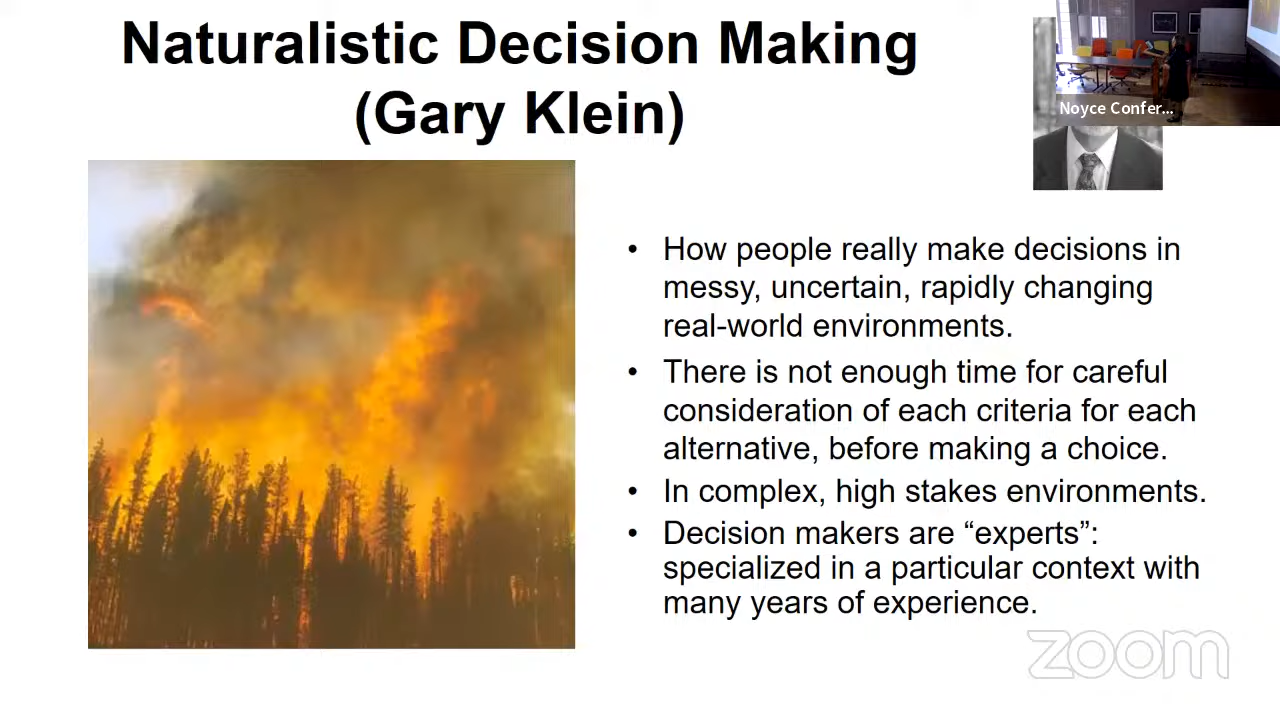 Naturalistic Decision Making
(Gary Klein)
Noyce Confer...
• How people really make decisions in
messy, uncertain, rapidly changing
real-world environments.
• There is not enough time for careful
consideration of each criteria for each
alternative, before making a choice.
• In complex, high stakes environments.
• Decision makers are “experts”:
specialized in a particular context with
many years of experience.
zoom